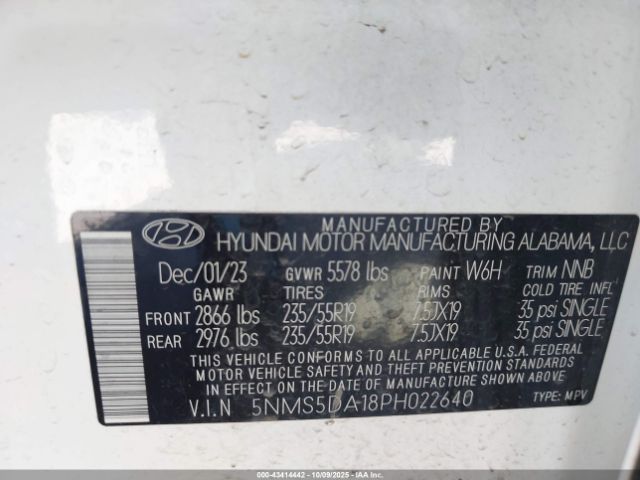 MANUFACTURED BY
HYUNDAI MOTOR MANUFACTURING ALABAMA, LLC
Dec/01/23 GVWR 5578 lbs PAINT W6H TRIM NNB
GAWR TIRES RIMS COLD TIRE INFL
FRONT 2866 lbs 235/55R19 7.5JX19 35 psi SINGLE
REAR 2976 lbs 235/55R19 7.5JX19 35 psi SINGLE
THIS VEHICLE CONFORMS TO ALL APPLICABLE U.S.A. FEDERAL
MOTOR VEHICLE SAFETY BUMPER, AND THEFT PREVENTION STANDARDS
IN EFFECT ON THE DATE OF MANUFACTURE SHOWN ABOVE.
V.I.N 5NMS5DA18PH022640 TYPE: MPV
000-43414442 • 10/09/2025 • IAAI.COM